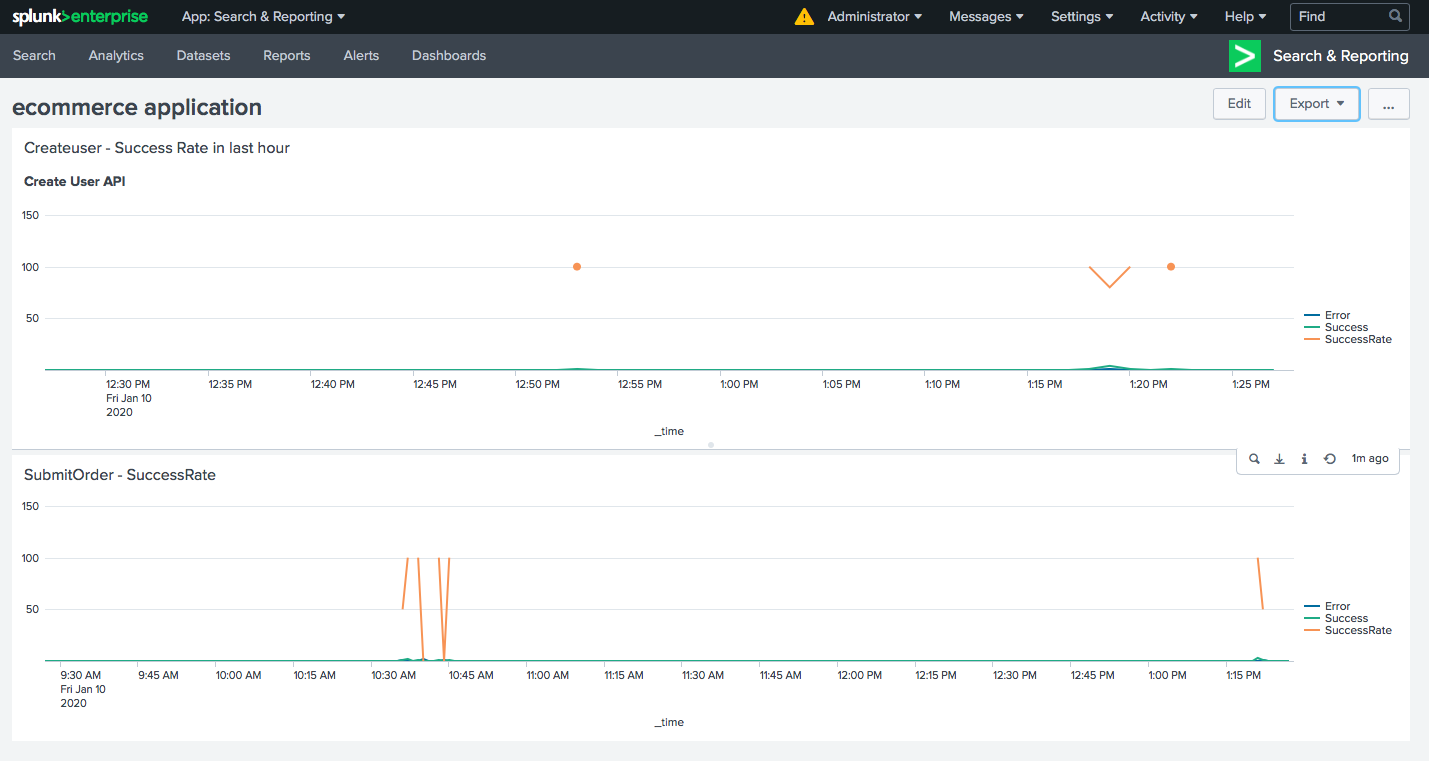 splunk>enterprise App: Search & Reporting Administrator Messages Settings Activity Help Find
Search Analytics Datasets Reports Alerts Dashboards Search & Reporting
ecommerce application Edit Export ...
Createuser - Success Rate in last hour
Create User API
150
100
50
Error
Success
SuccessRate
12:30 PM 12:35 PM 12:40 PM 12:45 PM 12:50 PM 12:55 PM 1:00 PM 1:05 PM 1:10 PM 1:15 PM 1:20 PM 1:25 PM
Fri Jan 10
2020
_time
1m ago
SubmitOrder - SuccessRate
150
100
50
Error
Success
SuccessRate
9:30 AM 9:45 AM 10:00 AM 10:15 AM 10:30 AM 10:45 AM 11:00 AM 11:15 AM 11:30 AM 11:45 AM 12:00 PM 12:15 PM 12:30 PM 12:45 PM 1:00 PM 1:15 PM
Fri Jan 10
2020
_time